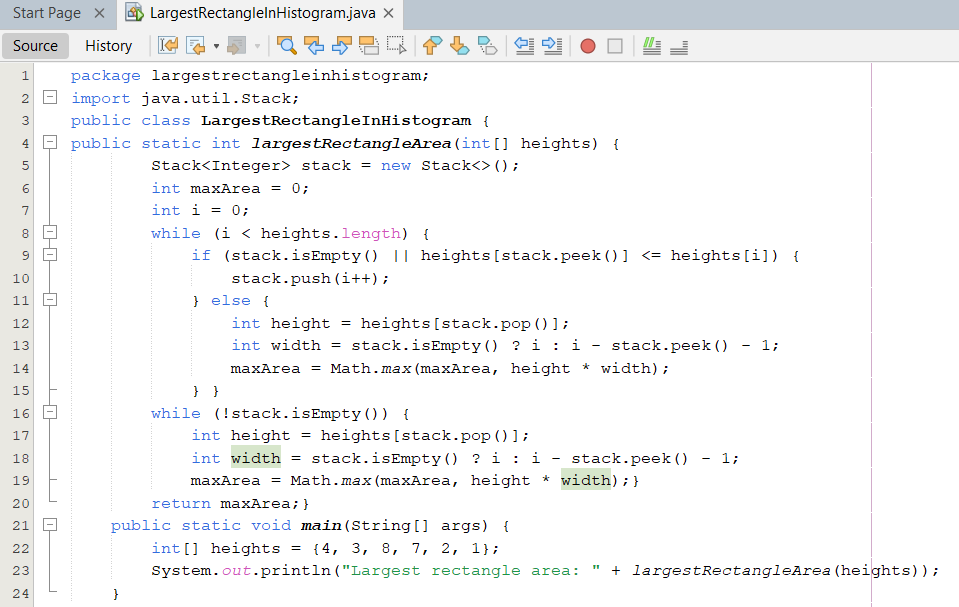 Start Page
LargestRectangleInHistogram.java
Source History
1 package largestrectangleinhistogram;
2 import java.util.Stack;
3 public class LargestRectangleInHistogram {
4 public static int largestRectangleArea(int[] heights) {
5 Stack<Integer> stack = new Stack<>();
6 int maxArea = 0;
7 int i = 0;
8 while (i < heights.length) {
9 if (stack.isEmpty() || heights[stack.peek()] <= heights[i]) {
10 stack.push(i++);
11 } else {
12 int height = heights[stack.pop()];
13 int width = stack.isEmpty() ? i : i - stack.peek() - 1;
14 maxArea = Math.max(maxArea, height * width);
15 } }
16 while (!stack.isEmpty()) {
17 int height = heights[stack.pop()];
18 int width = stack.isEmpty() ? i : i - stack.peek() - 1;
19 maxArea = Math.max(maxArea, height * width);}
20 return maxArea;}
21 public static void main(String[] args) {
22 int[] heights = {4, 3, 8, 7, 2, 1};
23 System.out.println("Largest rectangle area: " + largestRectangleArea(heights));
24 }